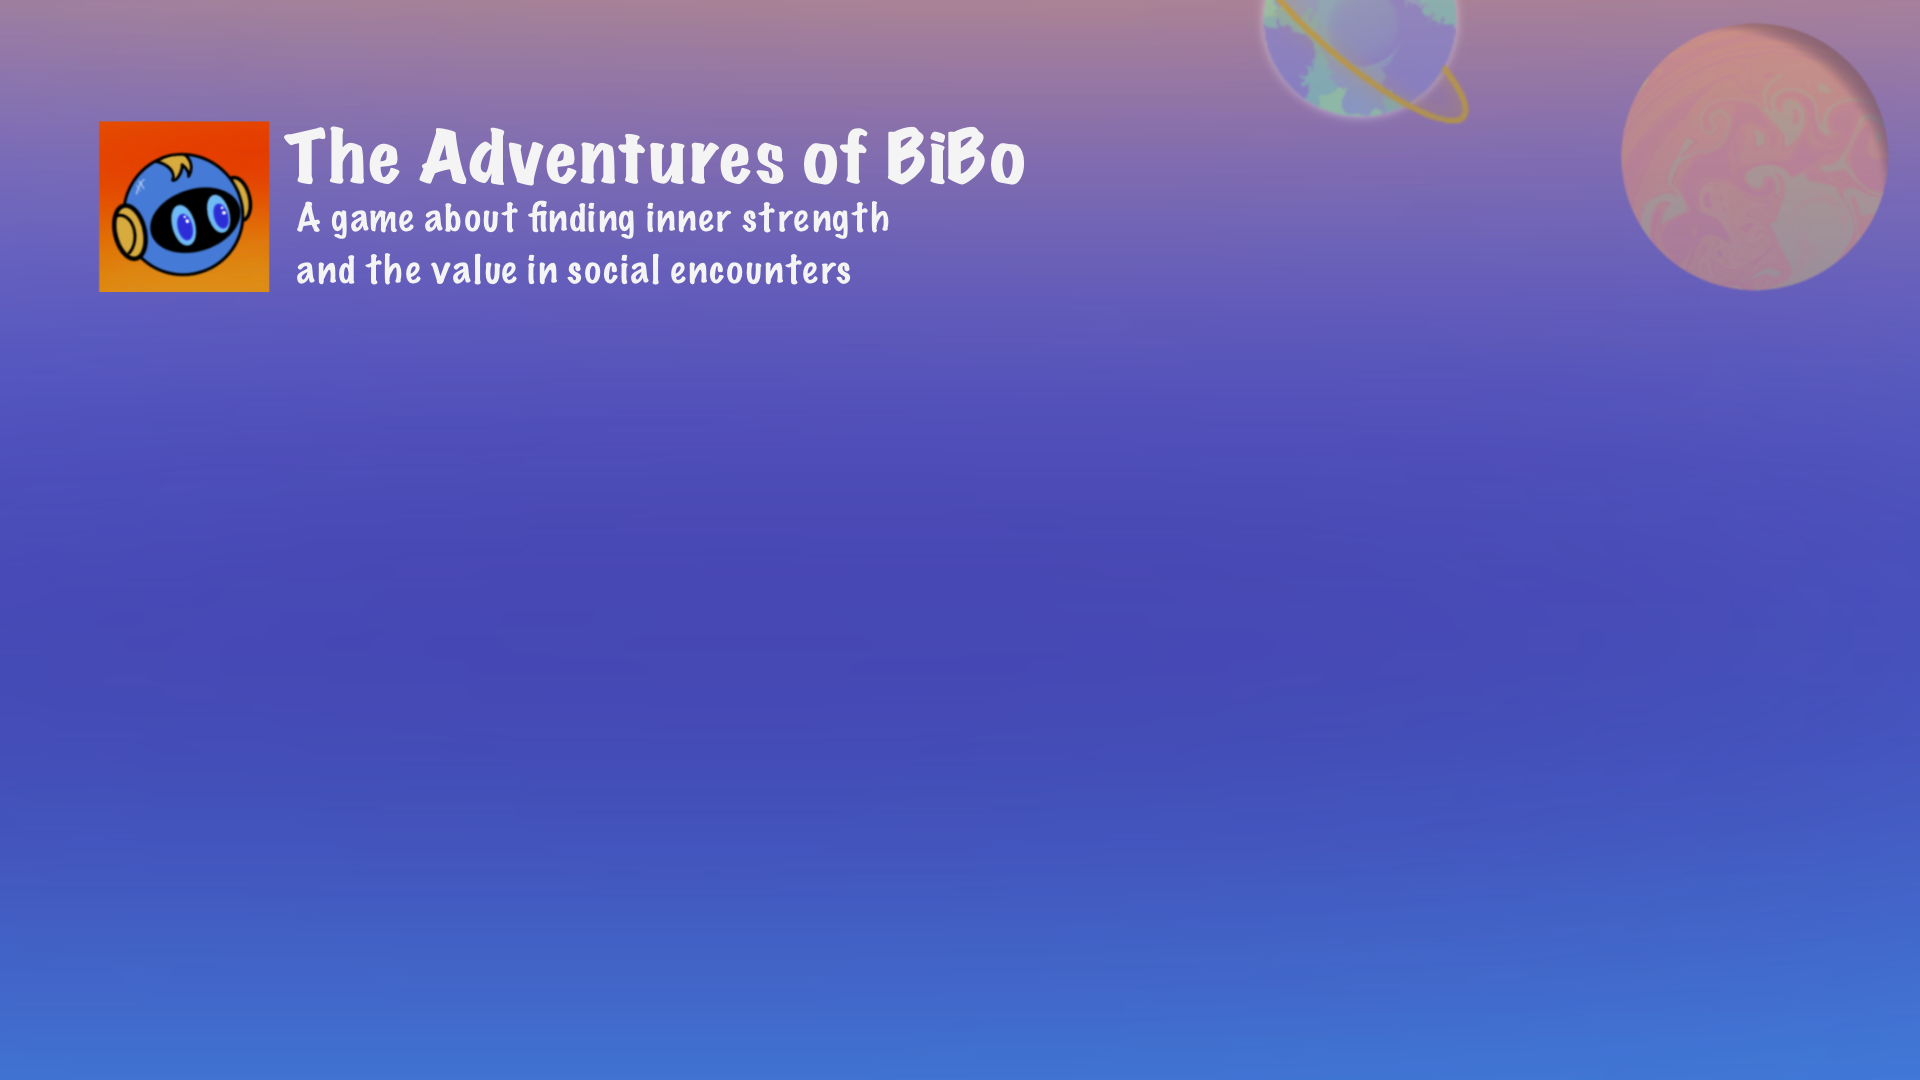 The Adventures of BiBo
A game about finding inner strength
and the value in social encounters